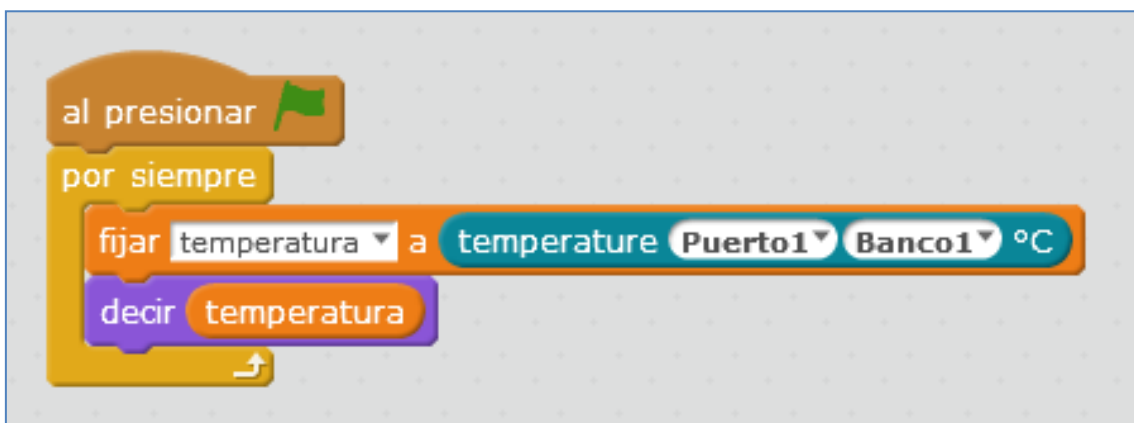 al presionar
por siempre
fijar temperatura a temperature Puerto1 Banco1 °C
decir temperatura